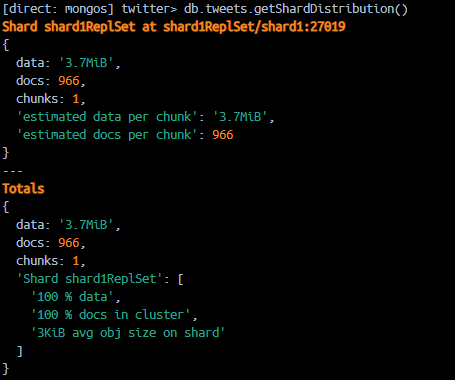 [direct: mongos] twitter> db.tweets.getShardDistribution()
Shard shard1ReplSet at shard1ReplSet/shard1:27019
{
  data: '3.7MiB',
  docs: 966,
  chunks: 1,
  'estimated data per chunk': '3.7MiB',
  'estimated docs per chunk': 966
}
---
Totals
{
  data: '3.7MiB',
  docs: 966,
  chunks: 1,
  'Shard shard1ReplSet': [
    '100 % data',
    '100 % docs in cluster',
    '3KiB avg obj size on shard'
  ]
}